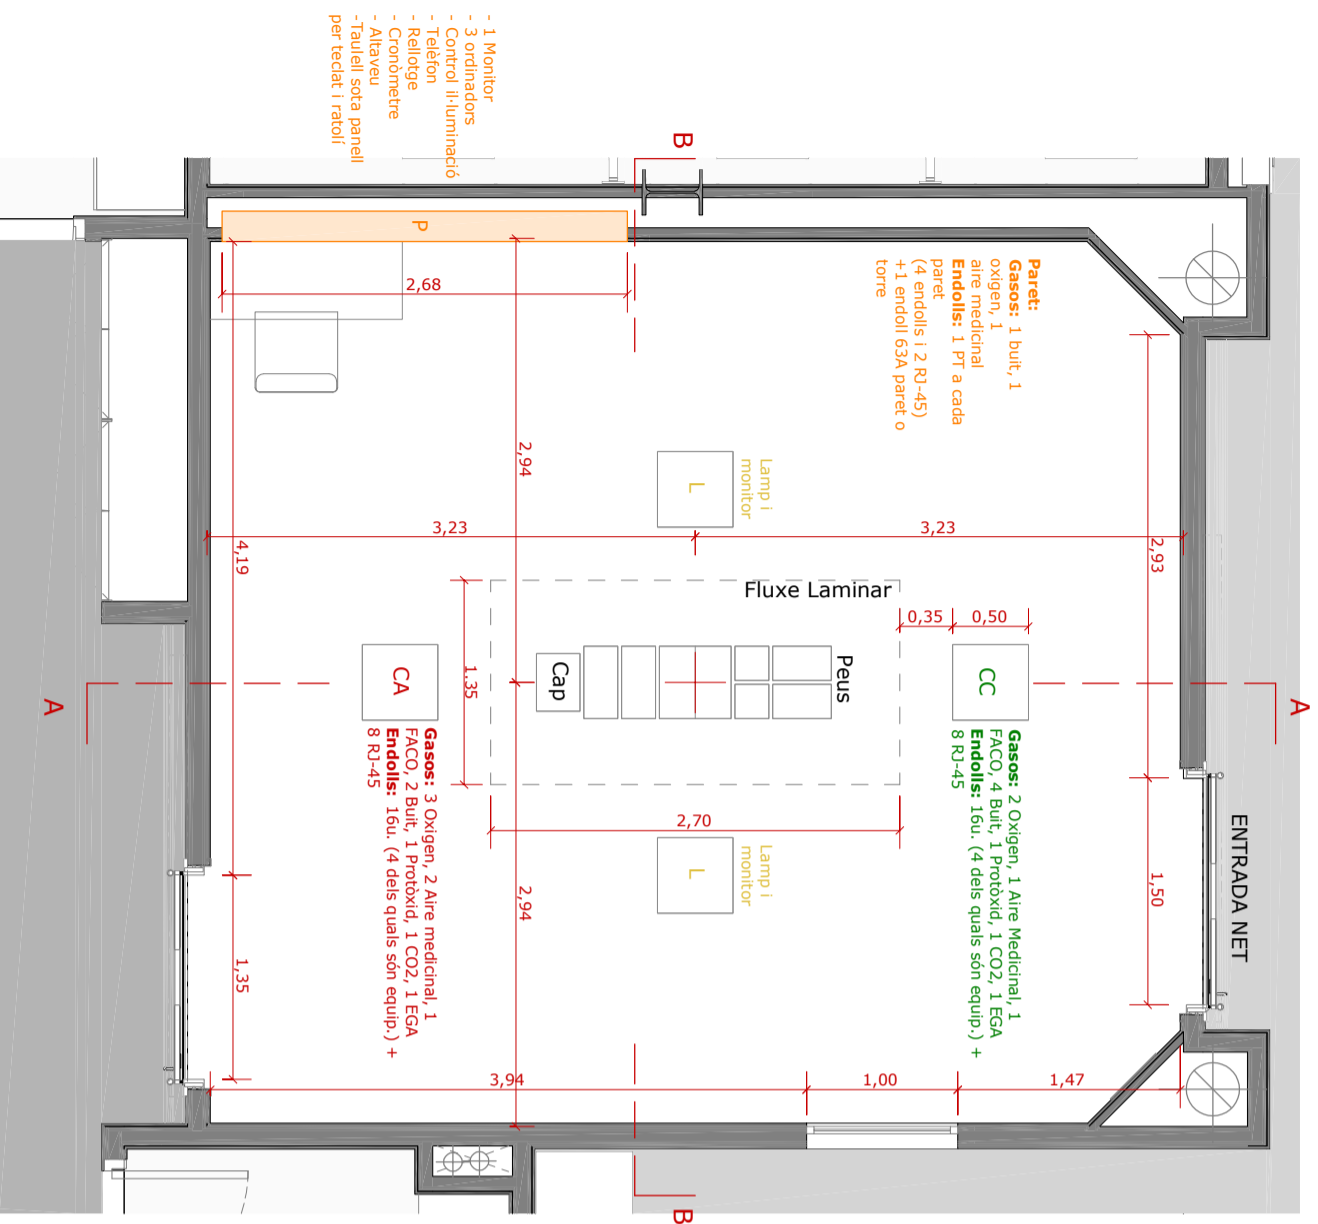 - 1 Monitor
- 3 ordinadors
- Control il·luminació
- Telèfon
- Rellotge
- Cronòmetre
- Altaveu
-Taulell sota panell
per teclat i ratolí
B
P
2,68
Paret:
Gasos: 1 buit, 1
oxigen, 1
aire medicinal
Endolls: 1 PT a cada
paret
(4 endolls i 2 RJ-45)
+1 endoll 63A paret o
torre
2,94
L
Lamp i
monitor
3,23
3,23
4,19
2,93
Fluxe Laminar
0,35
0,50
1.35
CA
Cap
Peus
CC
A
A
Gasos: 3 Oxigen, 2 Aire medicinal, 1
FACO, 2 Buit, 1 Protòxid, 1 CO2, 1 EGA
Endolls: 16u. (4 dels quals són equip.) +
8 RJ-45
Gasos: 2 Oxigen, 1 Aire Medicinal, 1
FACO, 4 Buit, 1 Protòxid, 1 CO2, 1 EGA
Endolls: 16u. (4 dels quals són equip.) +
8 RJ-45
2,70
L
Lamp i
monitor
2,94
1,50
ENTRADA NET
1,35
3,94
1,00
1,47
B